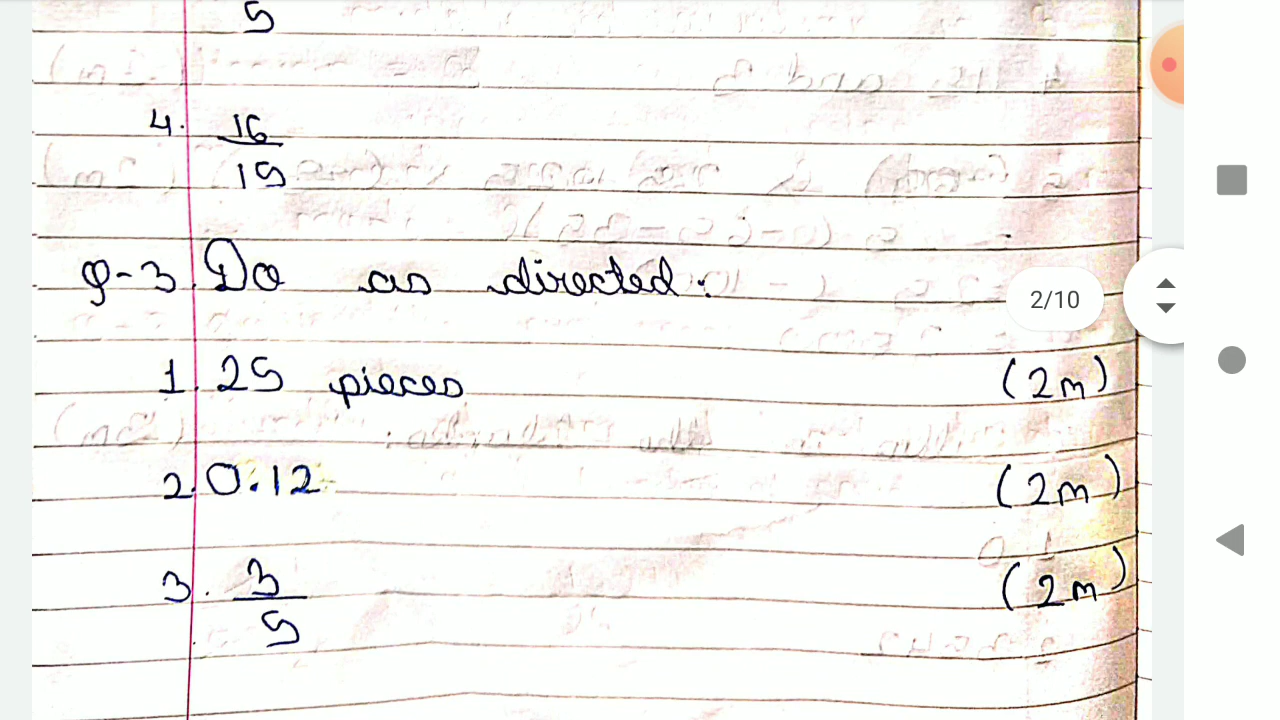 5
4. 16
15
Q-3. Do as directed:
2/10
1. 25 pieces (2m)
2. 0.12 (2m)
3. 3 (2m)
5